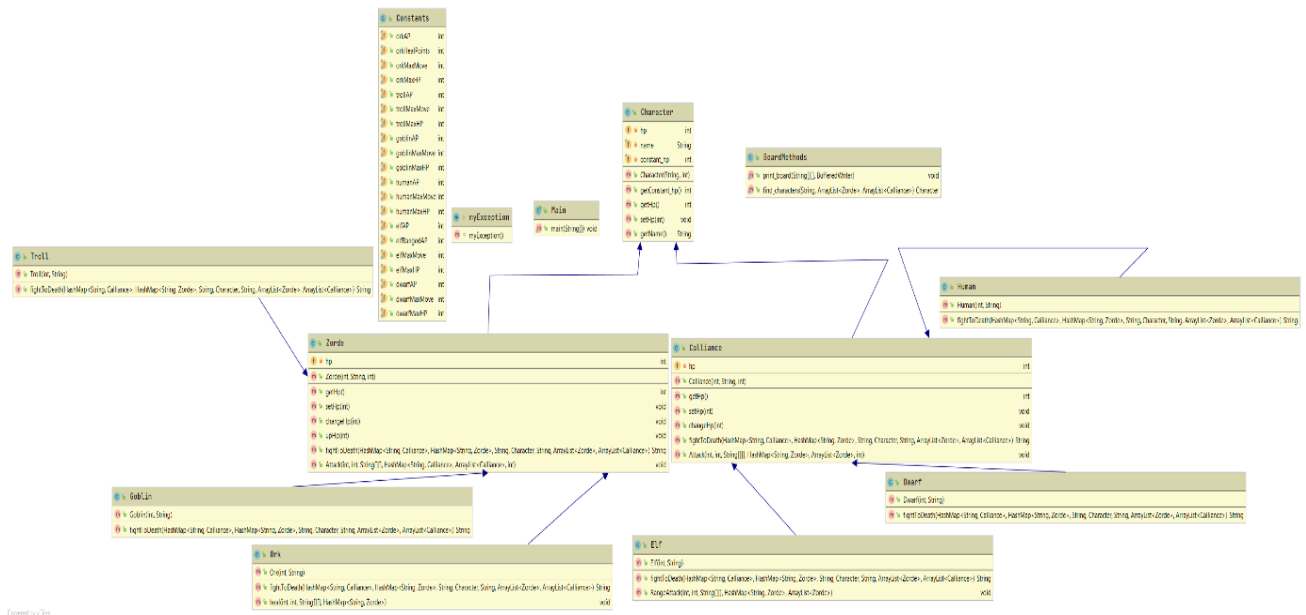 Constants
orkAP int
orkHealPoints int
orkMaxMove int
orkMaxHP int
trollAP int
trollMaxMove int
trollMaxHP int
goblinAP int
goblinMaxMove int
goblinMaxHP int
humanAP int
humanMaxMove int
humanMaxHP int
elfAP int
elfRangedAP int
elfMaxMove int
elfMaxHP int
dwarfAP int
dwarfMaxMove int
dwarfMaxHP int
Character
hp int
name String
constant_hp int
Character(String, int)
getConstant_hp() int
getHp() int
setHp(int) void
getName() String
BoardMethods
print_board(String[][], BufferedWriter) void
find_characters(String, ArrayList<Zorde>, ArrayList<Calliance>) Character
myException
myException()
Main
main(String[]) void
Troll
Troll(int, String)
fightToDeath(HashMap<String, Calliance>, HashMap<String, Zorde>, String, Character, String, ArrayList<Zorde>, ArrayList<Calliance>) String
Human
Human(int, String)
fightToDeath(HashMap<String, Calliance>, HashMap<String, Zorde>, String, Character, String, ArrayList<Zorde>, ArrayList<Calliance>) String
Zorde
hp int
Zorde(int, String, int)
getHp() int
setHp(int) void
changeHp(int) void
upHp(int) void
fightToDeath(HashMap<String, Calliance>, HashMap<String, Zorde>, String, Character, String, ArrayList<Zorde>, ArrayList<Calliance>) String
Attack(int, int, String[][], HashMap<String, Calliance>, ArrayList<Calliance>, int) void
Calliance
hp int
Calliance(int, String, int)
getHp() int
setHp(int) void
changeHp(int) void
fightToDeath(HashMap<String, Calliance>, HashMap<String, Zorde>, String, Character, String, ArrayList<Zorde>, ArrayList<Calliance>) String
Attack(int, int, String[][], HashMap<String, Zorde>, ArrayList<Zorde>, int) void
Goblin
Goblin(int, String)
fightToDeath(HashMap<String, Calliance>, HashMap<String, Zorde>, String, Character, String, ArrayList<Zorde>, ArrayList<Calliance>) String
Dwarf
Dwarf(int, String)
fightToDeath(HashMap<String, Calliance>, HashMap<String, Zorde>, String, Character, String, ArrayList<Zorde>, ArrayList<Calliance>) String
Ork
Ork(int, String)
fightToDeath(HashMap<String, Calliance>, HashMap<String, Zorde>, String, Character, String, ArrayList<Zorde>, ArrayList<Calliance>) String
heal(int, int, String[][], HashMap<String, Zorde>) void
Elf
Elf(int, String)
fightToDeath(HashMap<String, Calliance>, HashMap<String, Zorde>, String, Character, String, ArrayList<Zorde>, ArrayList<Calliance>) String
RangeAttack(int, int, String[][], HashMap<String, Zorde>, ArrayList<Zorde>) void